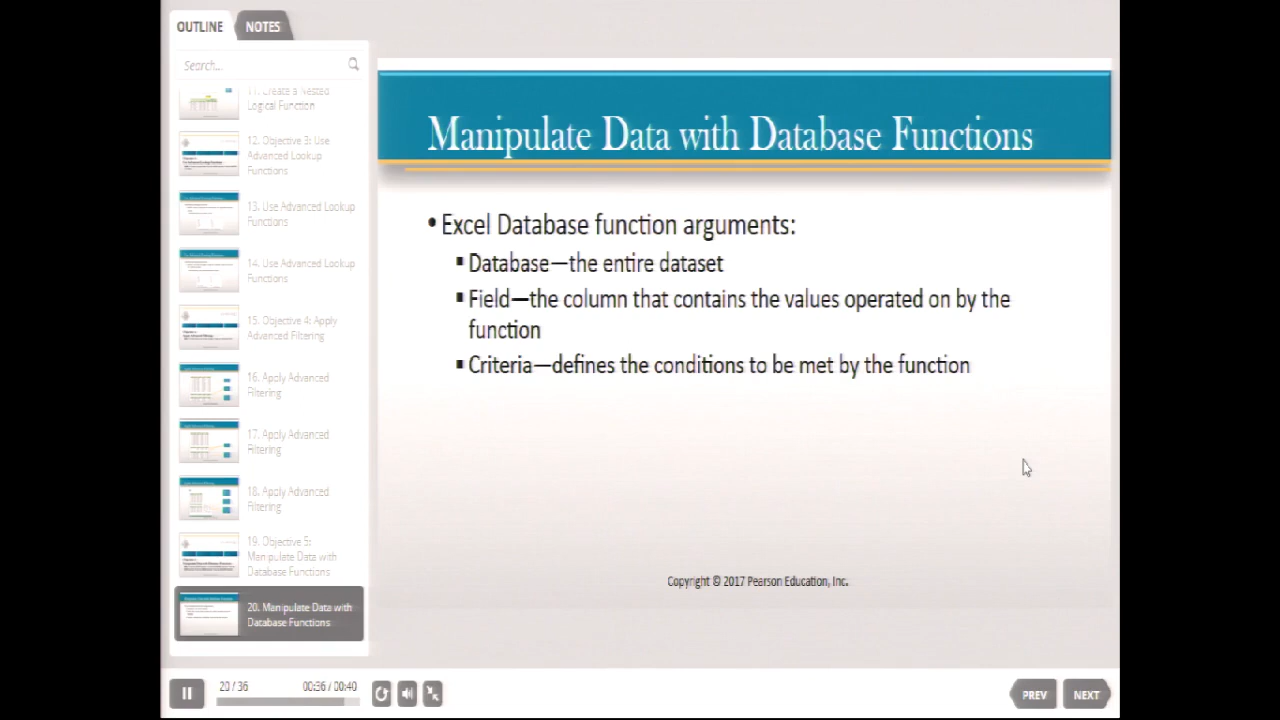 OUTLINE
NOTES
Search...
11. Create a Nested
Logical Function
12. Objective 3: Use
Advanced Lookup
Functions
13. Use Advanced Lookup
Functions
14. Use Advanced Lookup
Functions
15. Objective 4: Apply
Advanced Filtering
16. Apply Advanced
Filtering
17. Apply Advanced
Filtering
18. Apply Advanced
Filtering
19. Objective 5:
Manipulate Data with
Database Functions
20. Manipulate Data with
Database Functions
Manipulate Data with Database Functions
• Excel Database function arguments:
▪ Database—the entire dataset
▪ Field—the column that contains the values operated on by the
function
▪ Criteria—defines the conditions to be met by the function
Copyright © 2017 Pearson Education, Inc.
20 / 36
00:36 / 00:40
PREV
NEXT